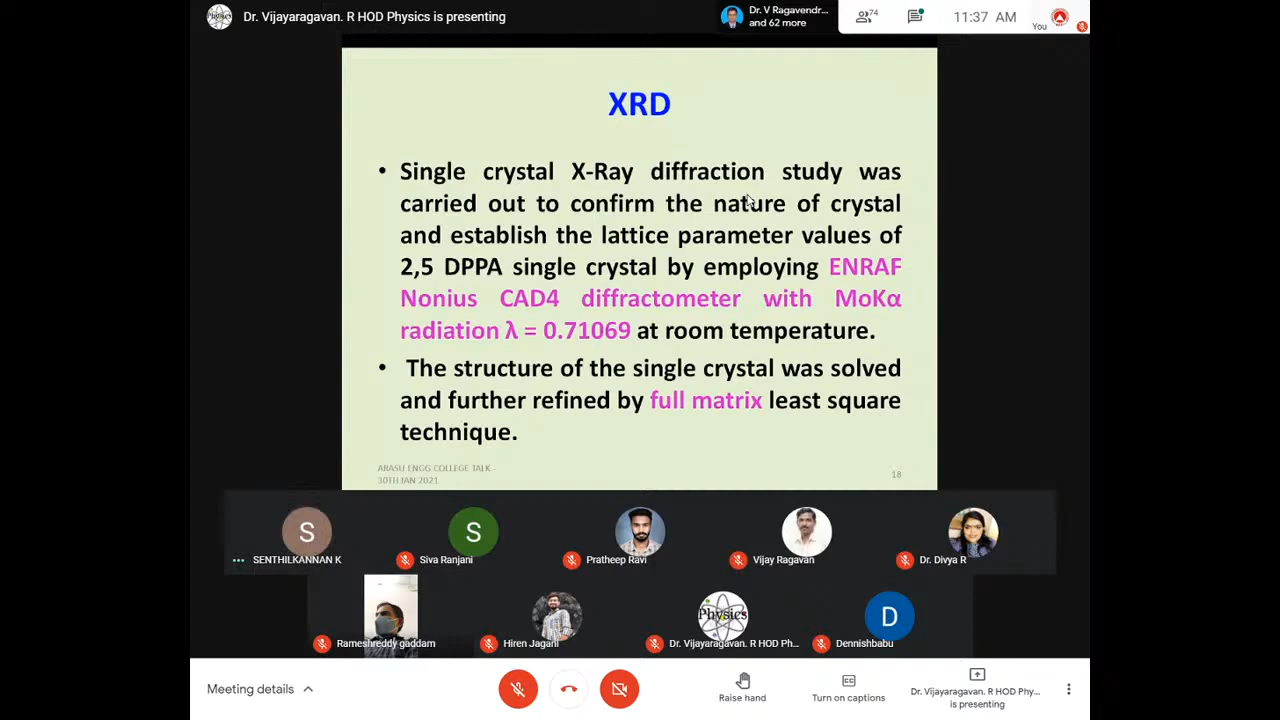 Dr. Vijayaragavan. R HOD Physics is presenting
Dr. V Ragavendr...
and 62 more
74
11:37 AM
You
XRD
• Single crystal X-Ray diffraction study was
carried out to confirm the nature of crystal
and establish the lattice parameter values of
2,5 DPPA single crystal by employing ENRAF
Nonius CAD4 diffractometer with MoKα
radiation λ = 0.71069 at room temperature.
• The structure of the single crystal was solved
and further refined by full matrix least square
technique.
ARASU ENGG COLLEGE TALK -
30TH JAN 2021
18
S
S
SENTHILKANNAN K
Siva Ranjani
Pratheep Ravi
Vijay Ragavan
Dr. Divya R
Physics
D
Rameshreddy gaddam
Hiren Jagani
Dr. Vijayaragavan. R HOD Ph...
Dennishbabu
Meeting details
Raise hand
Turn on captions
Dr. Vijayaragavan. R HOD Phy...
is presenting